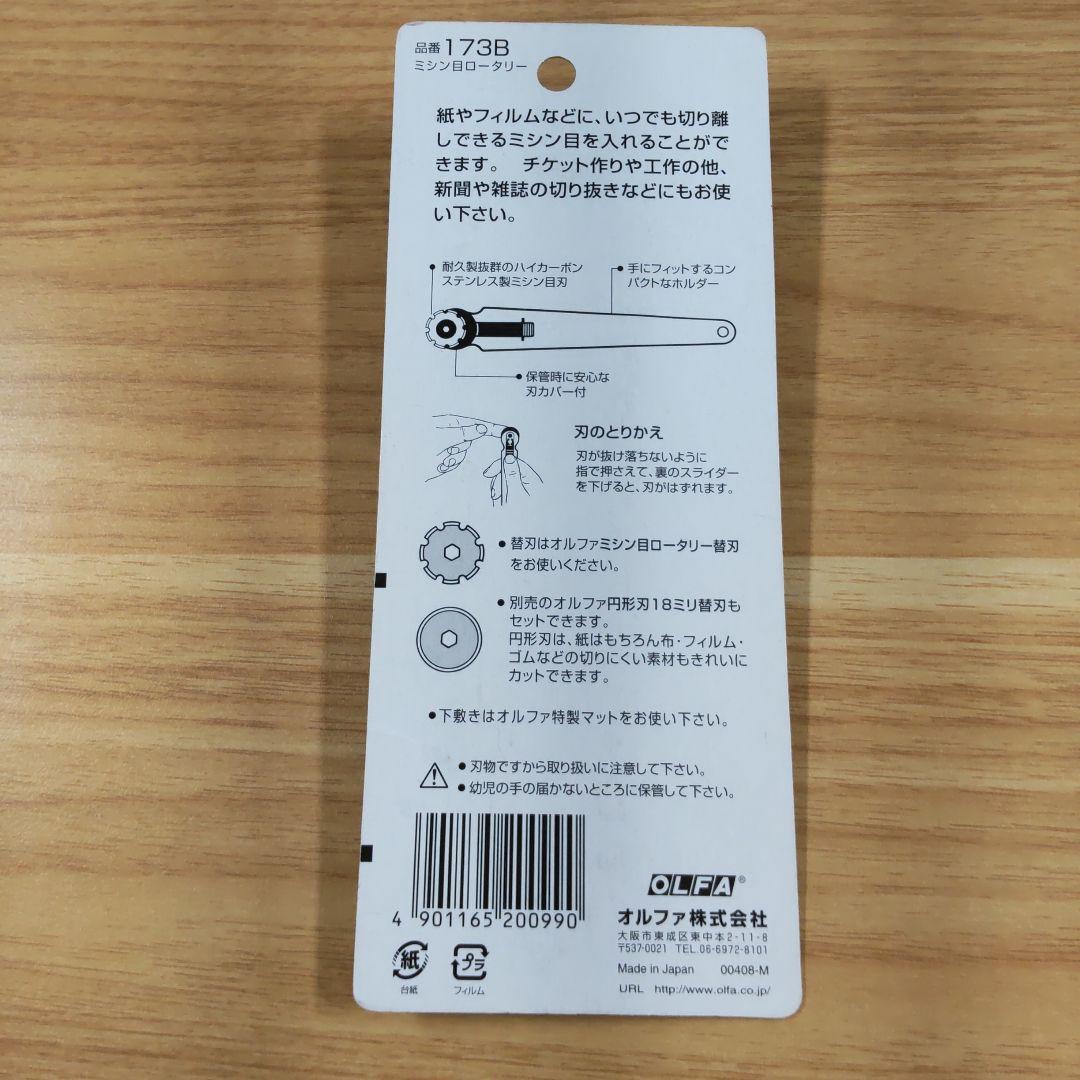 品番173B
ミシン目ロータリー
紙やフィルムなどに、いつでも切り離
しできるミシン目を入れることがで
きます。 チケット作りや工作の他、
新聞や雑誌の切り抜きなどにもお使
い下さい。
• 耐久製抜群のハイカーボン
ステンレス製ミシン目刃
• 手にフィットするコン
パクトなホルダー
• 保管時に安心な
刃カバー付
刃のとりかえ
刃が抜け落ちないように
指で押さえて、裏のスライダー
を下げると、刃がはずれます。
• 替刃はオルファミシン目ロータリー替刃
をお使いください。
• 別売のオルファ円形刃18ミリ替刃も
セットできます。
円形刃は、紙はもちろん布・フィルム・
ゴムなどの切りにくい素材もきれいに
カットできます。
•下敷きはオルファ特製マットをお使い下さい。
• 刃物ですから取り扱いに注意して下さい。
• 幼児の手の届かないところに保管して下さい。
4 901165 200990
紙
台紙
プラ
フィルム
OLFA®
オルファ株式会社
大阪市東成区東中本2-11-8
〒537-0021 TEL.06-6972-8101
Made in Japan 00408-M
URL http://www.olfa.co.jp/